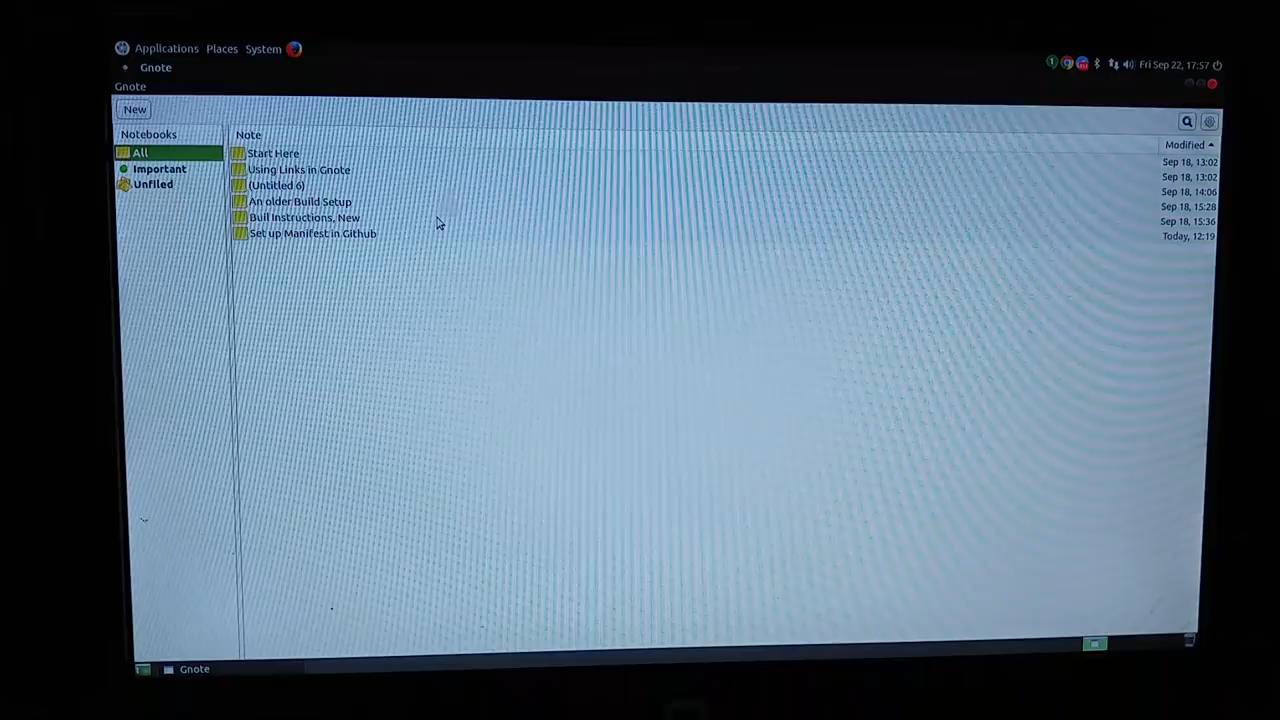 Applications Places System
Gnote
Fri Sep 22, 17:57
Gnote
New
Notebooks
Note
Modified
All
Start Here
Sep 18, 13:02
Important
Using Links in Gnote
Sep 18, 13:02
Unfiled
(Untitled 6)
Sep 18, 14:06
An older Build Setup
Sep 18, 15:28
Buil Instructions, New
Sep 18, 15:36
Set up Manifest in Github
Today, 12:19
Gnote